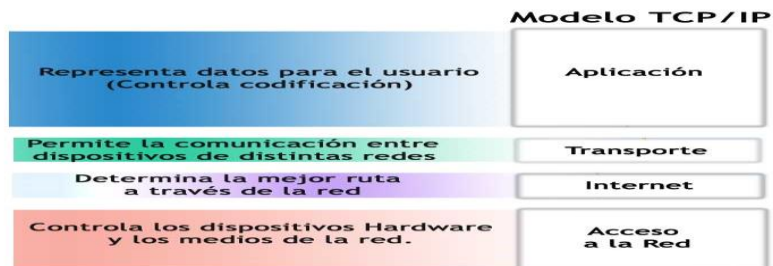 Modelo TCP/IP
Representa datos para el usuario
(Controla codificación)
Aplicación
Permite la comunicación entre
dispositivos de distintas redes
Transporte
Determina la mejor ruta
a través de la red
Internet
Controla los dispositivos Hardware
y los medios de la red.
Acceso
a la Red